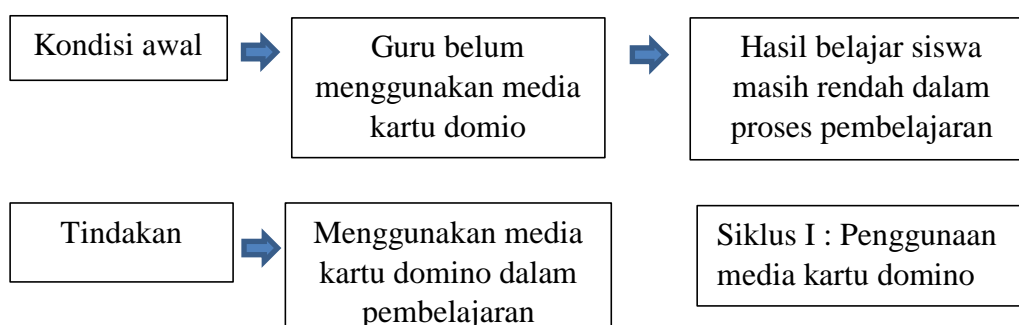 Kondisi awal
Guru belum
menggunakan media
kartu domio
Hasil belajar siswa
masih rendah dalam
proses pembelajaran
Tindakan
Menggunakan media
kartu domino dalam
pembelajaran
Siklus I : Penggunaan
media kartu domino